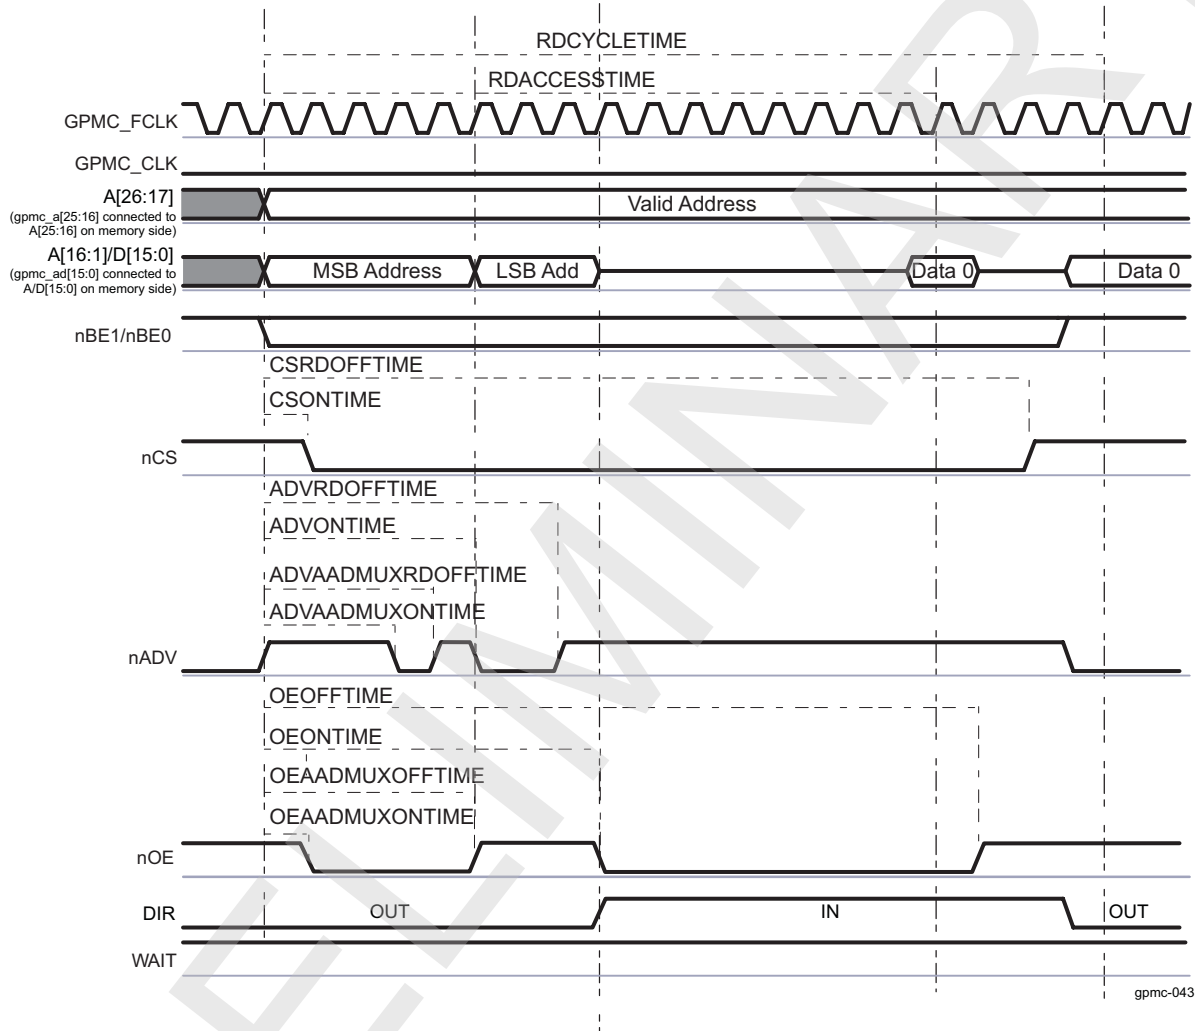 RDCYCLETIME
RDACCESSTIME
GPMC_FCLK
GPMC_CLK
A[26:17]
(gpmc_a[25:16] connected to
A[25:16] on memory side)
Valid Address
A[16:1]/D[15:0]
(gpmc_ad[15:0] connected to
A/D[15:0] on memory side)
MSB Address LSB Add Data 0 Data 0
nBE1/nBE0
CSRDOFFTIME
CSONTIME
nCS
ADVRDOFFTIME
ADVONTIME
ADVAADMUXRDOFFTIME
ADVAADMUXONTIME
nADV
OEOFFTIME
OEONTIME
OEAADMUXOFFTIME
OEAADMUXONTIME
nOE
DIR OUT IN OUT
WAIT
gpmc-043
ELIMINAR